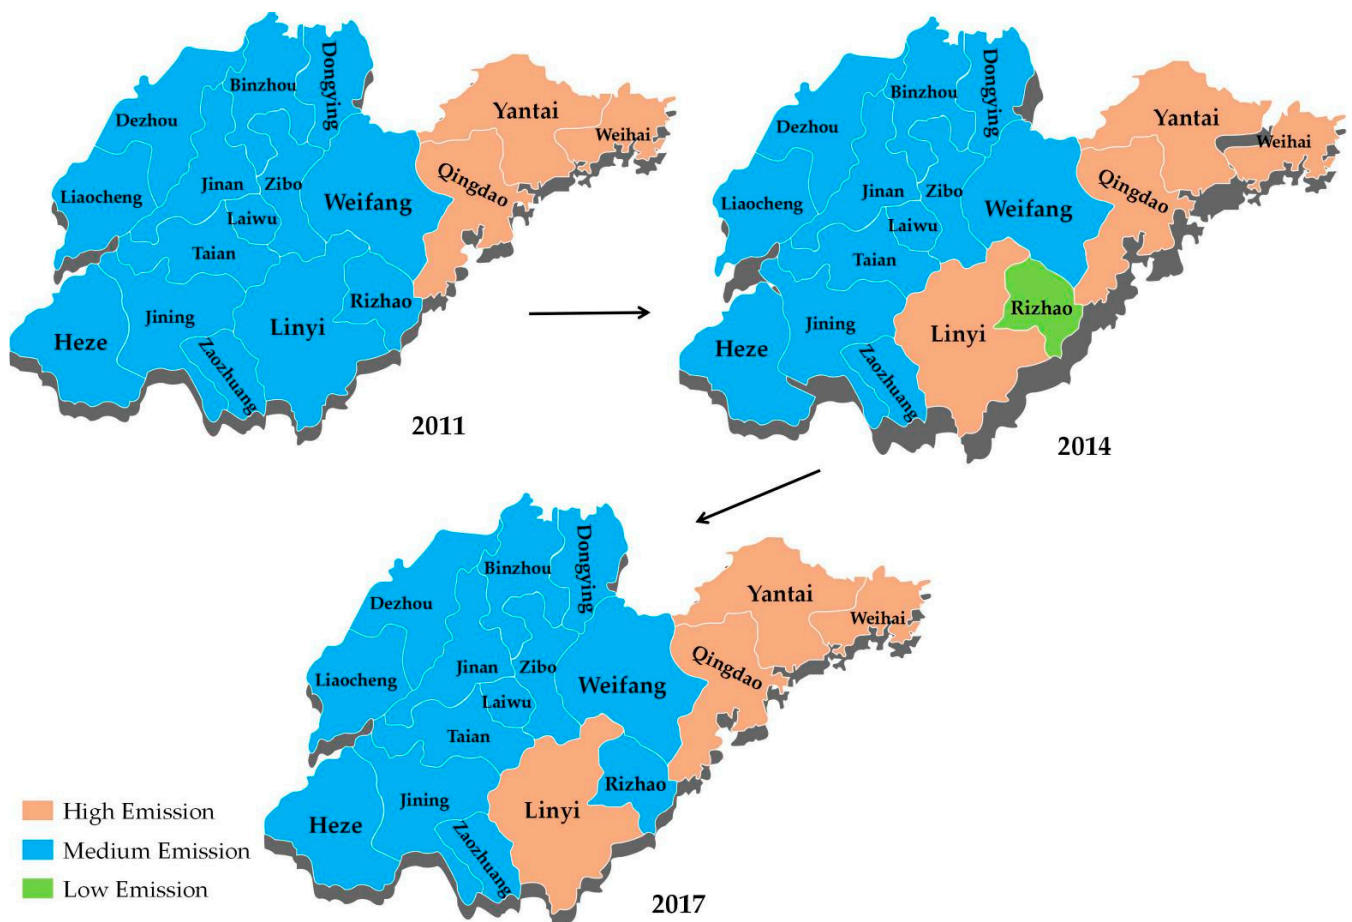 Dongying
Binzhou
Yantai
Dezhou
Weihai
Qingdao
Jinan
Zibo
Liaocheng
Weifang
Laiwu
Taian
Rizhao
Jining
Linyi
Heze
Zaozhuang
2011
Dongying
Binzhou
Yantai
Dezhou
Weihai
Qingdao
Jinan
Zibo
Liaocheng
Weifang
Laiwu
Taian
Rizhao
Jining
Linyi
Heze
Zaozhuang
2014
Dongying
Binzhou
Yantai
Dezhou
Weihai
Qingdao
Jinan
Zibo
Liaocheng
Weifang
Laiwu
Taian
Rizhao
Jining
Linyi
Heze
Zaozhuang
2017
High Emission
Medium Emission
Low Emission